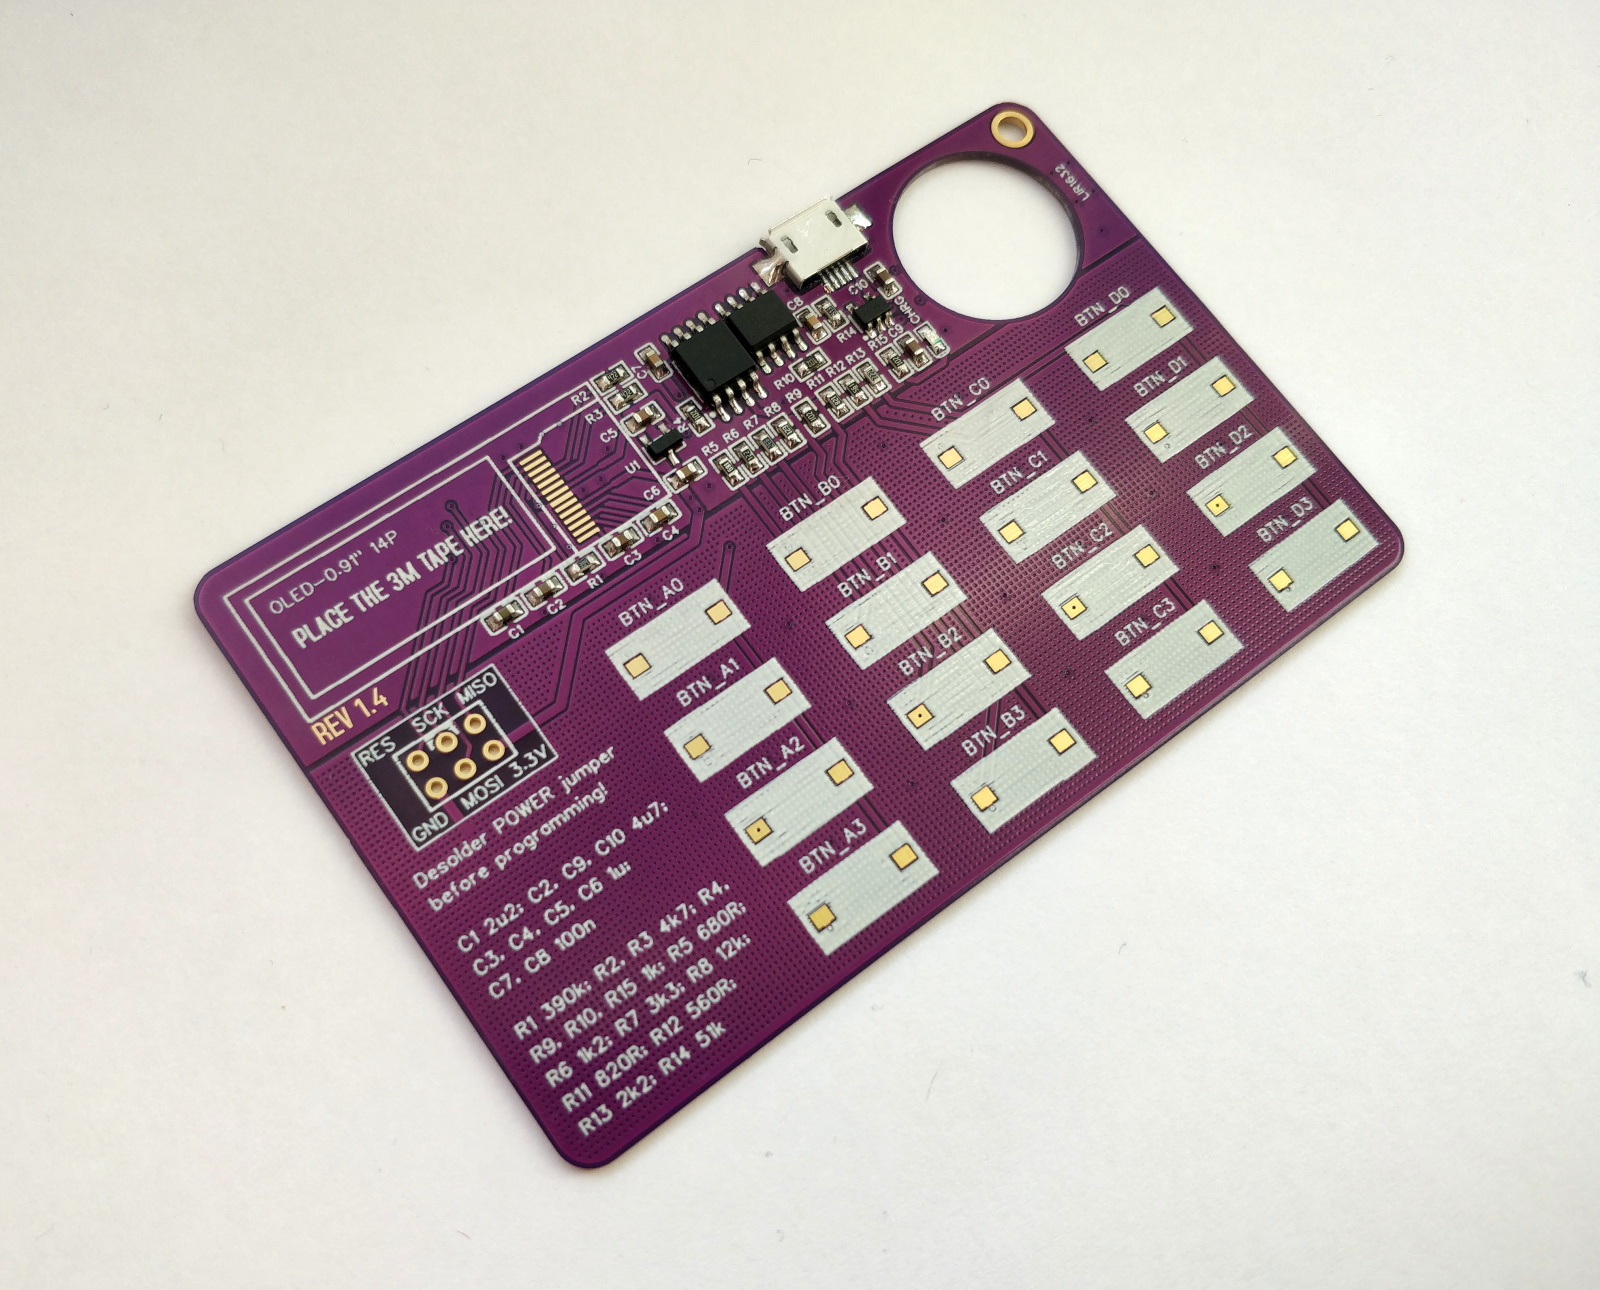 LIR1632
C10
CHRG
C8
R14
C9
R15
R13
R12
R11
R10
R9
R8
R7
R6
R5
C7
R2
R3
C5
U1
C6
C4
C3
R1
C2
C1
OLED-0.91" 14P
PLACE THE 3M TAPE HERE!
REV 1.4
RES SCK MISO
GND MOSI 3.3V
BTN_A0
BTN_A1
BTN_A2
BTN_A3
BTN_B0
BTN_B1
BTN_B2
BTN_B3
BTN_C0
BTN_C1
BTN_C2
BTN_C3
BTN_D0
BTN_D1
BTN_D2
BTN_D3
Desolder POWER jumper
before programming!
C1 2u2; C2, C9, C10 4u7;
C3, C4, C5, C6 1u;
C7, C8 100n
R1 390k; R2, R3 4k7; R4,
R9, R10, R15 1k; R5 680R;
R6 1k2; R7 3k3; R8 12k;
R11 820R; R12 560R;
R13 2k2; R14 51k